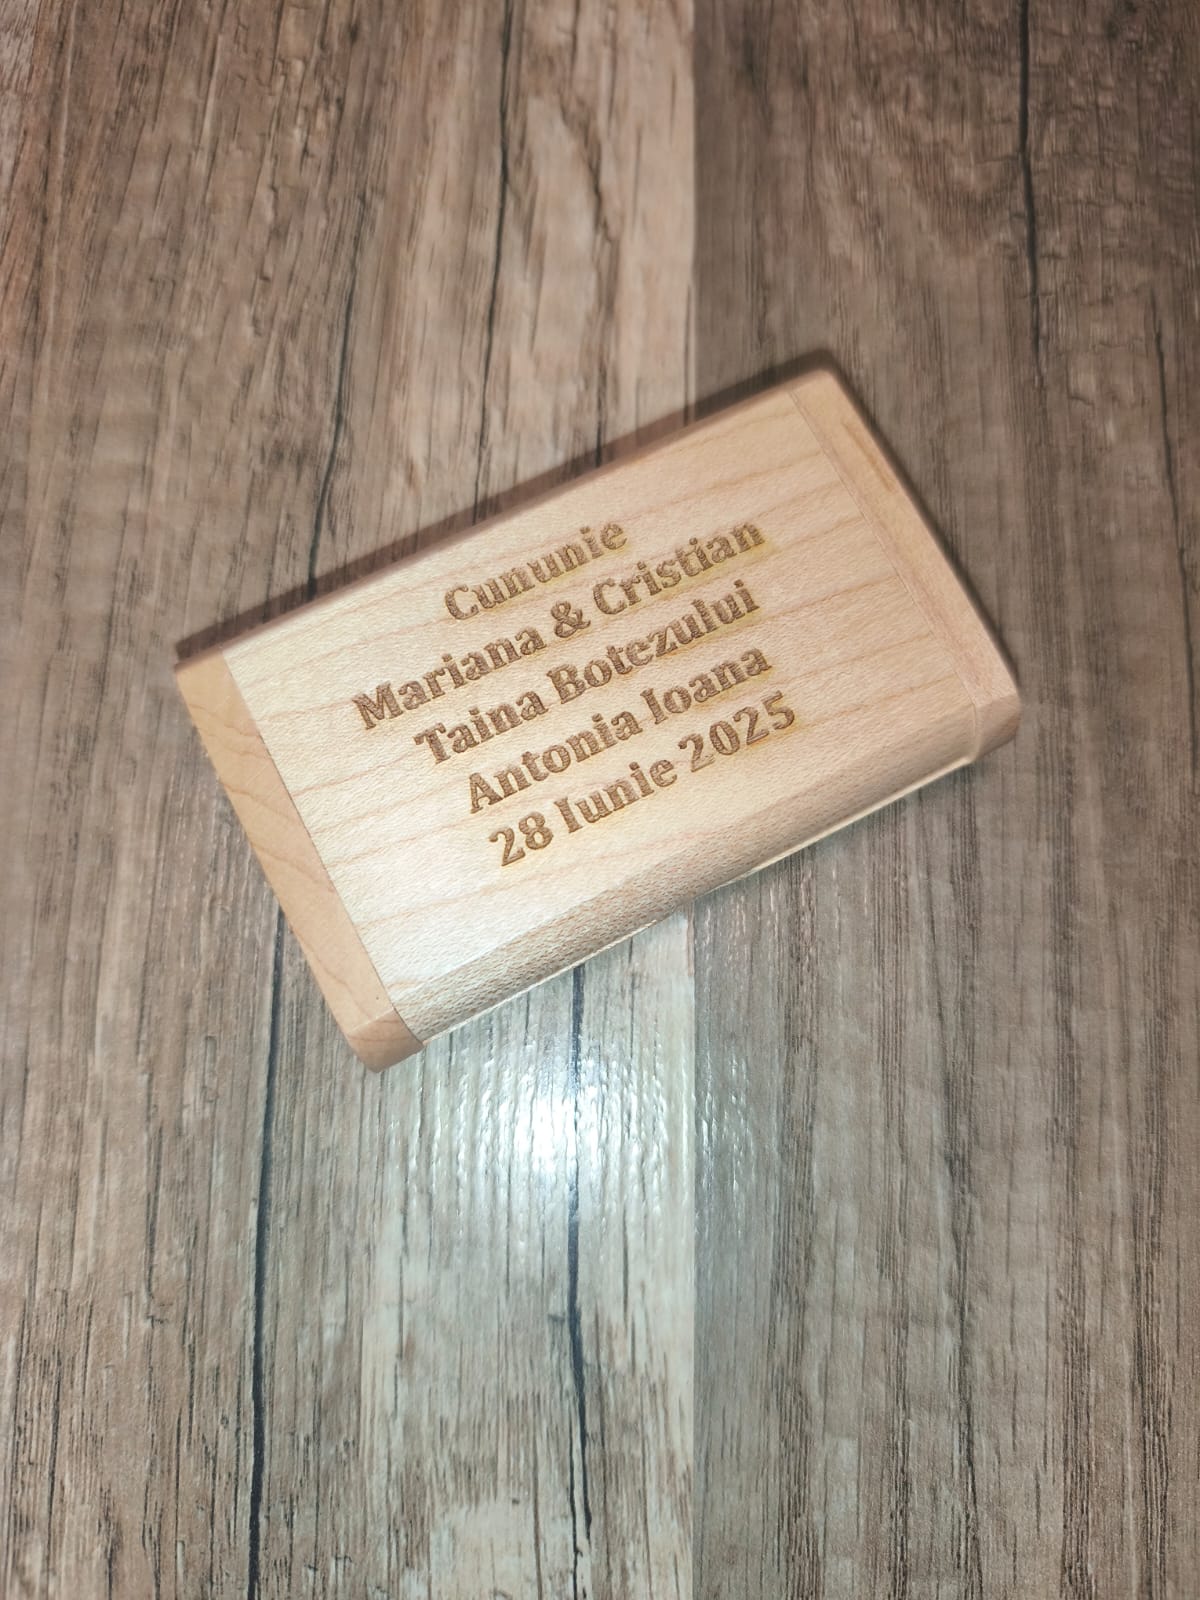 Cununie
Mariana & Cristian
Taina Botezului
Antonia Ioana
28 Iunie 2025